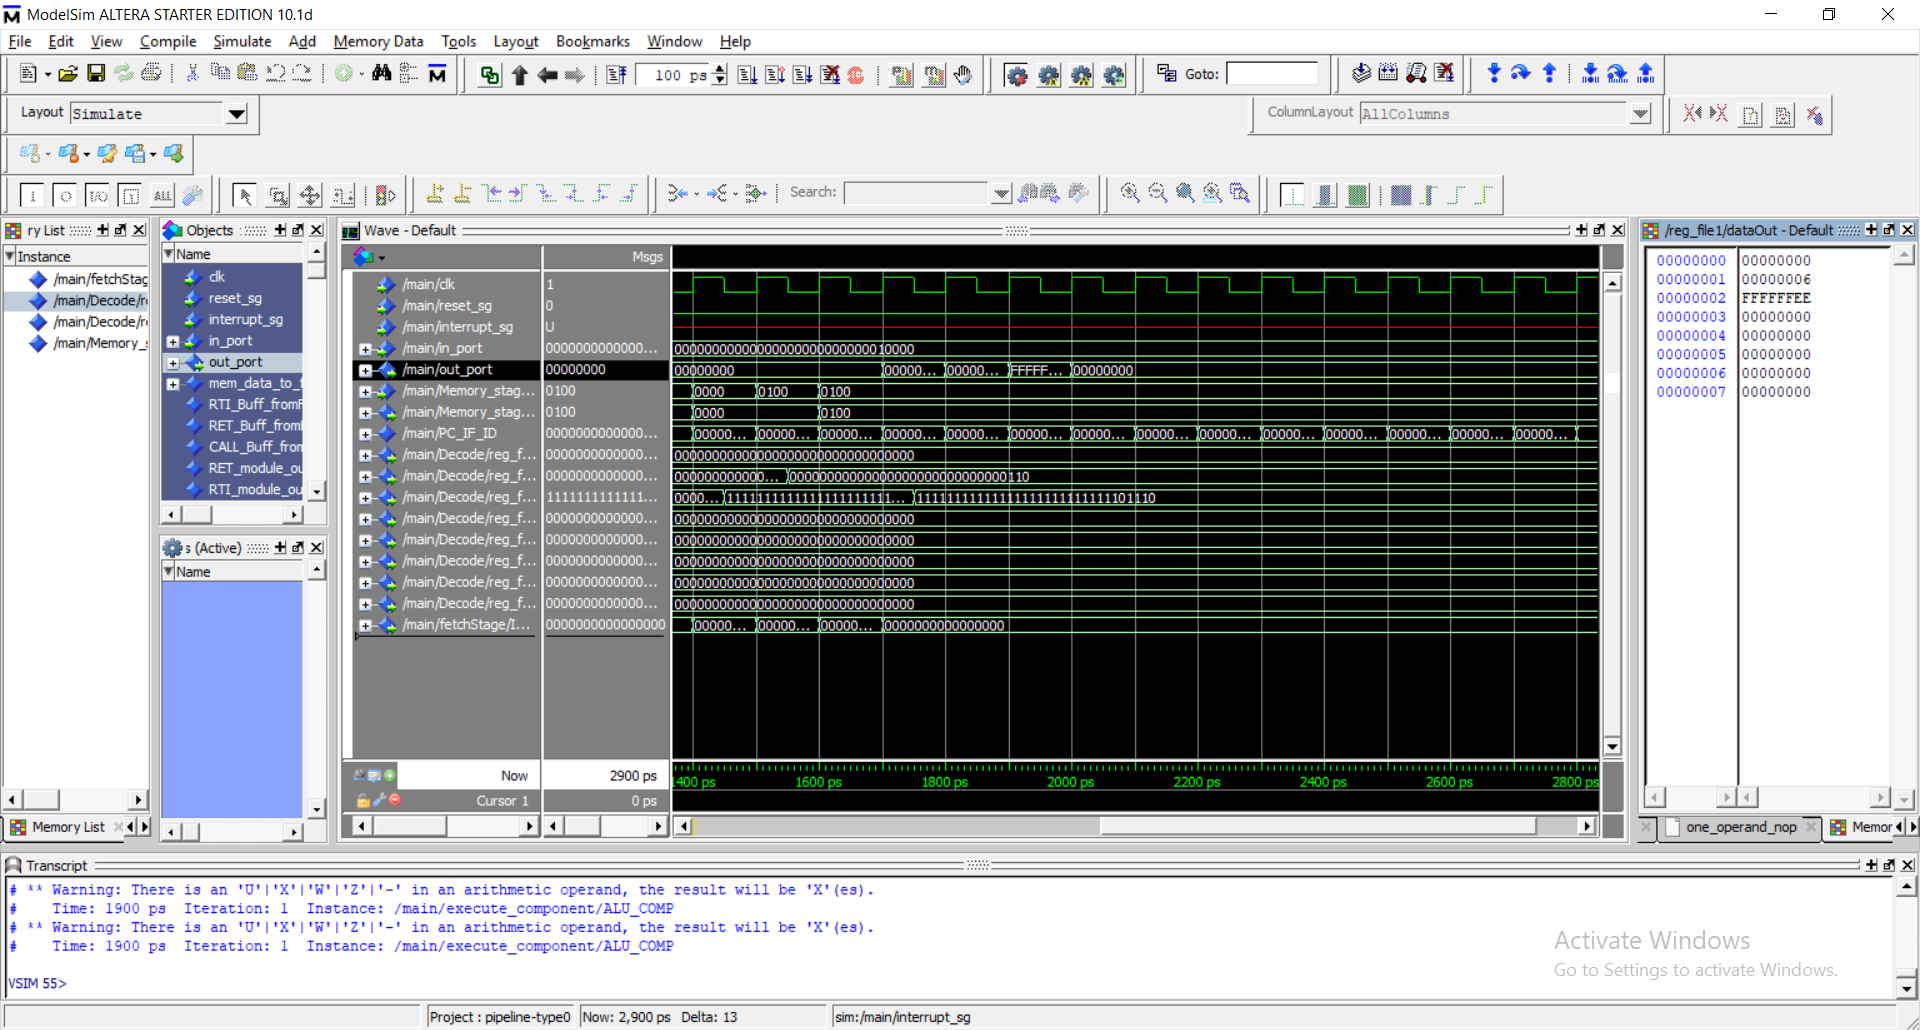 ModelSim ALTERA STARTER EDITION 10.1d
File Edit View Compile Simulate Add Memory Data Tools Layout Bookmarks Window Help
100 ps Goto:
Layout Simulate ColumnLayout AllColumns
ALL Search:
ry List Objects Wave - Default /reg_file1/dataOut - Default
Instance
/main/fetchStag
/main/Decode/r
/main/Decode/r
/main/Memory_
Name
clk
reset_sg
interrupt_sg
in_port
out_port
mem_data_to_
RTI_Buff_fromF
RET_Buff_from
CALL_Buff_fron
RET_module_ou
RTI_module_ou
s (Active)
Name
Msgs
/main/clk 1
/main/reset_sg 0
/main/interrupt_sg U
/main/in_port 0000000000000... 00000000000000000000000000010000
/main/out_port 00000000 00000000 00000... 00000... FFFFF... 00000000
/main/Memory_stag... 0100 0000 0100 0100
/main/Memory_stag... 0100 0000 0100
/main/PC_IF_ID 0000000000000... 00000... 00000... 00000... 00000... 00000... 00000... 00000... 00000... 00000... 00000... 00000... 00000... 00000... 00000...
/main/Decode/reg_f... 0000000000000... 00000000000000000000000000000000
/main/Decode/reg_f... 0000000000000... 0000000000000... 00000000000000000000000000000110
/main/Decode/reg_f... 1111111111111... 0000... 1111111111111111111111... 11111111111111111111111111101110
/main/Decode/reg_f... 0000000000000... 00000000000000000000000000000000
/main/Decode/reg_f... 0000000000000... 00000000000000000000000000000000
/main/Decode/reg_f... 0000000000000... 00000000000000000000000000000000
/main/Decode/reg_f... 0000000000000... 00000000000000000000000000000000
/main/Decode/reg_f... 0000000000000... 00000000000000000000000000000000
/main/fetchStage/I... 0000000000000000 00000... 00000... 00000... 0000000000000000
Now 2900 ps
Cursor 1 0 ps
1400 ps 1600 ps 1800 ps 2000 ps 2200 ps 2400 ps 2600 ps 2800 ps
00000000 00000000
00000001 00000006
00000002 FFFFFFEE
00000003 00000000
00000004 00000000
00000005 00000000
00000006 00000000
00000007 00000000
Memory List one_operand_nop Memor
Transcript
# ** Warning: There is an 'U'|'X'|'W'|'Z'|'-' in an arithmetic operand, the result will be 'X'(es).
# Time: 1900 ps Iteration: 1 Instance: /main/execute_component/ALU_COMP
# ** Warning: There is an 'U'|'X'|'W'|'Z'|'-' in an arithmetic operand, the result will be 'X'(es).
# Time: 1900 ps Iteration: 1 Instance: /main/execute_component/ALU_COMP
VSIM 55>
Activate Windows
Go to Settings to activate Windows.
Project : pipeline-type0 Now: 2,900 ps Delta: 13 sim:/main/interrupt_sg